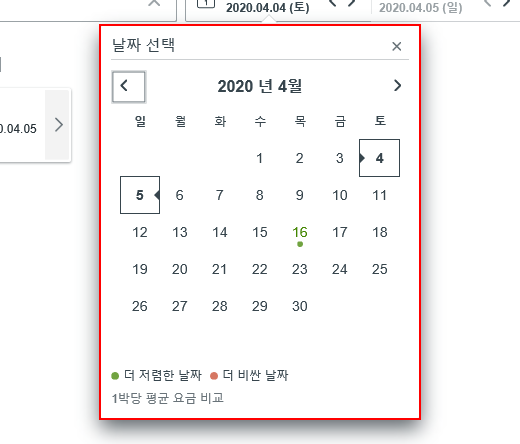 1
2020.04.04 (토)
2020.04.05 (일)
0.04.05
날짜 선택
2020 년 4월
일 월 화 수 목 금 토
1 2 3 4
5 6 7 8 9 10 11
12 13 14 15 16 17 18
19 20 21 22 23 24 25
26 27 28 29 30
더 저렴한 날짜 더 비싼 날짜
1박당 평균 요금 비교